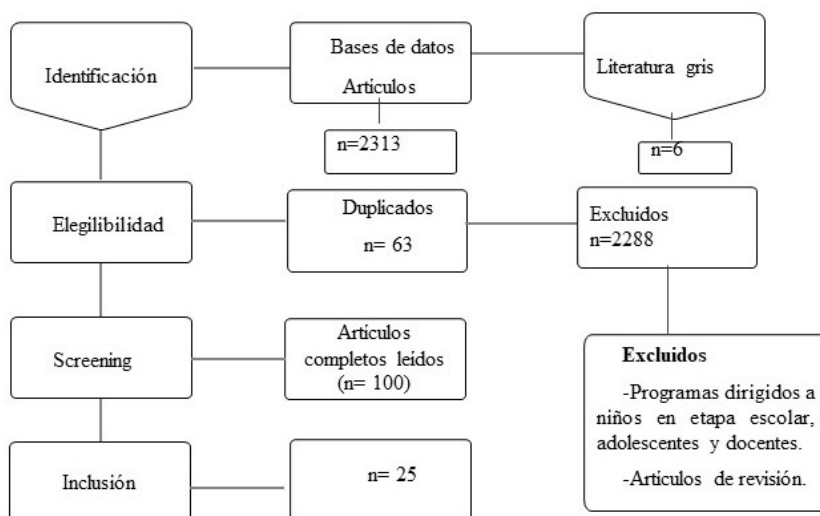 Identificación
Bases de datos
Artículos
Literatura gris
n=2313
n=6
Elegilibilidad
Duplicados
n= 63
Excluidos
n=2288
Screening
Artículos
completos leídos
(n= 100)
Excluidos
-Programas dirigidos a
niños en etapa escolar,
adolescentes y docentes.
-Artículos de revisión.
Inclusión
n= 25